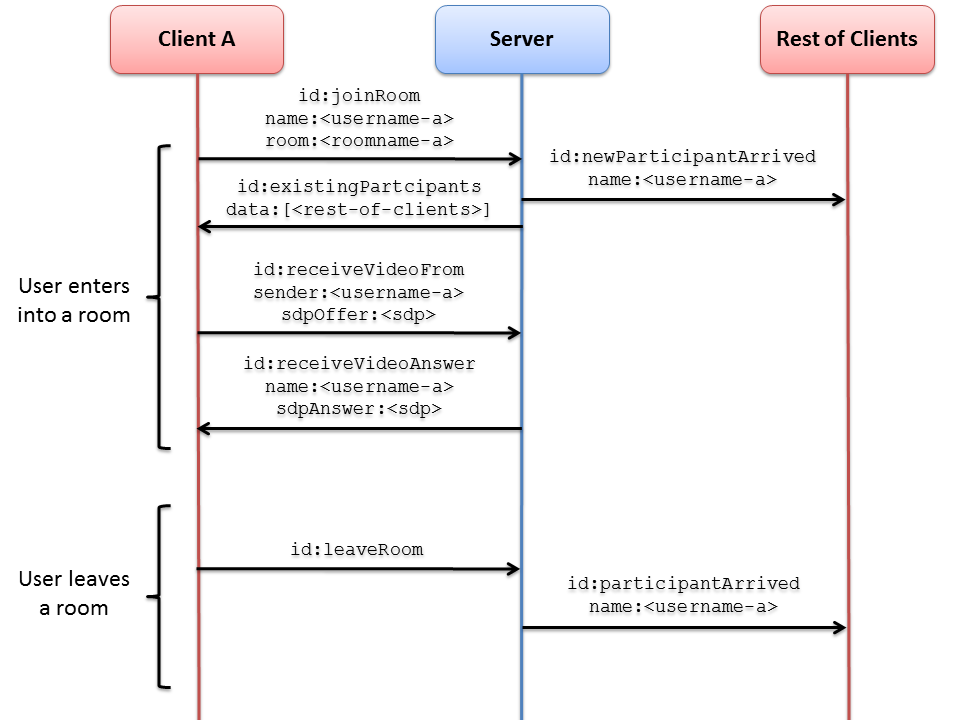 Client A
Server
Rest of Clients
id:joinRoom
name:<username-a>
room:<roomname-a>
id:newParticipantArrived
name:<username-a>
id:existingPartcipants
data:[<rest-of-clients>]
User enters
into a room
id:receiveVideoFrom
sender:<username-a>
sdpOffer:<sdp>
id:receiveVideoAnswer
name:<username-a>
sdpAnswer:<sdp>
User leaves
a room
id:leaveRoom
id:participantArrived
name:<username-a>